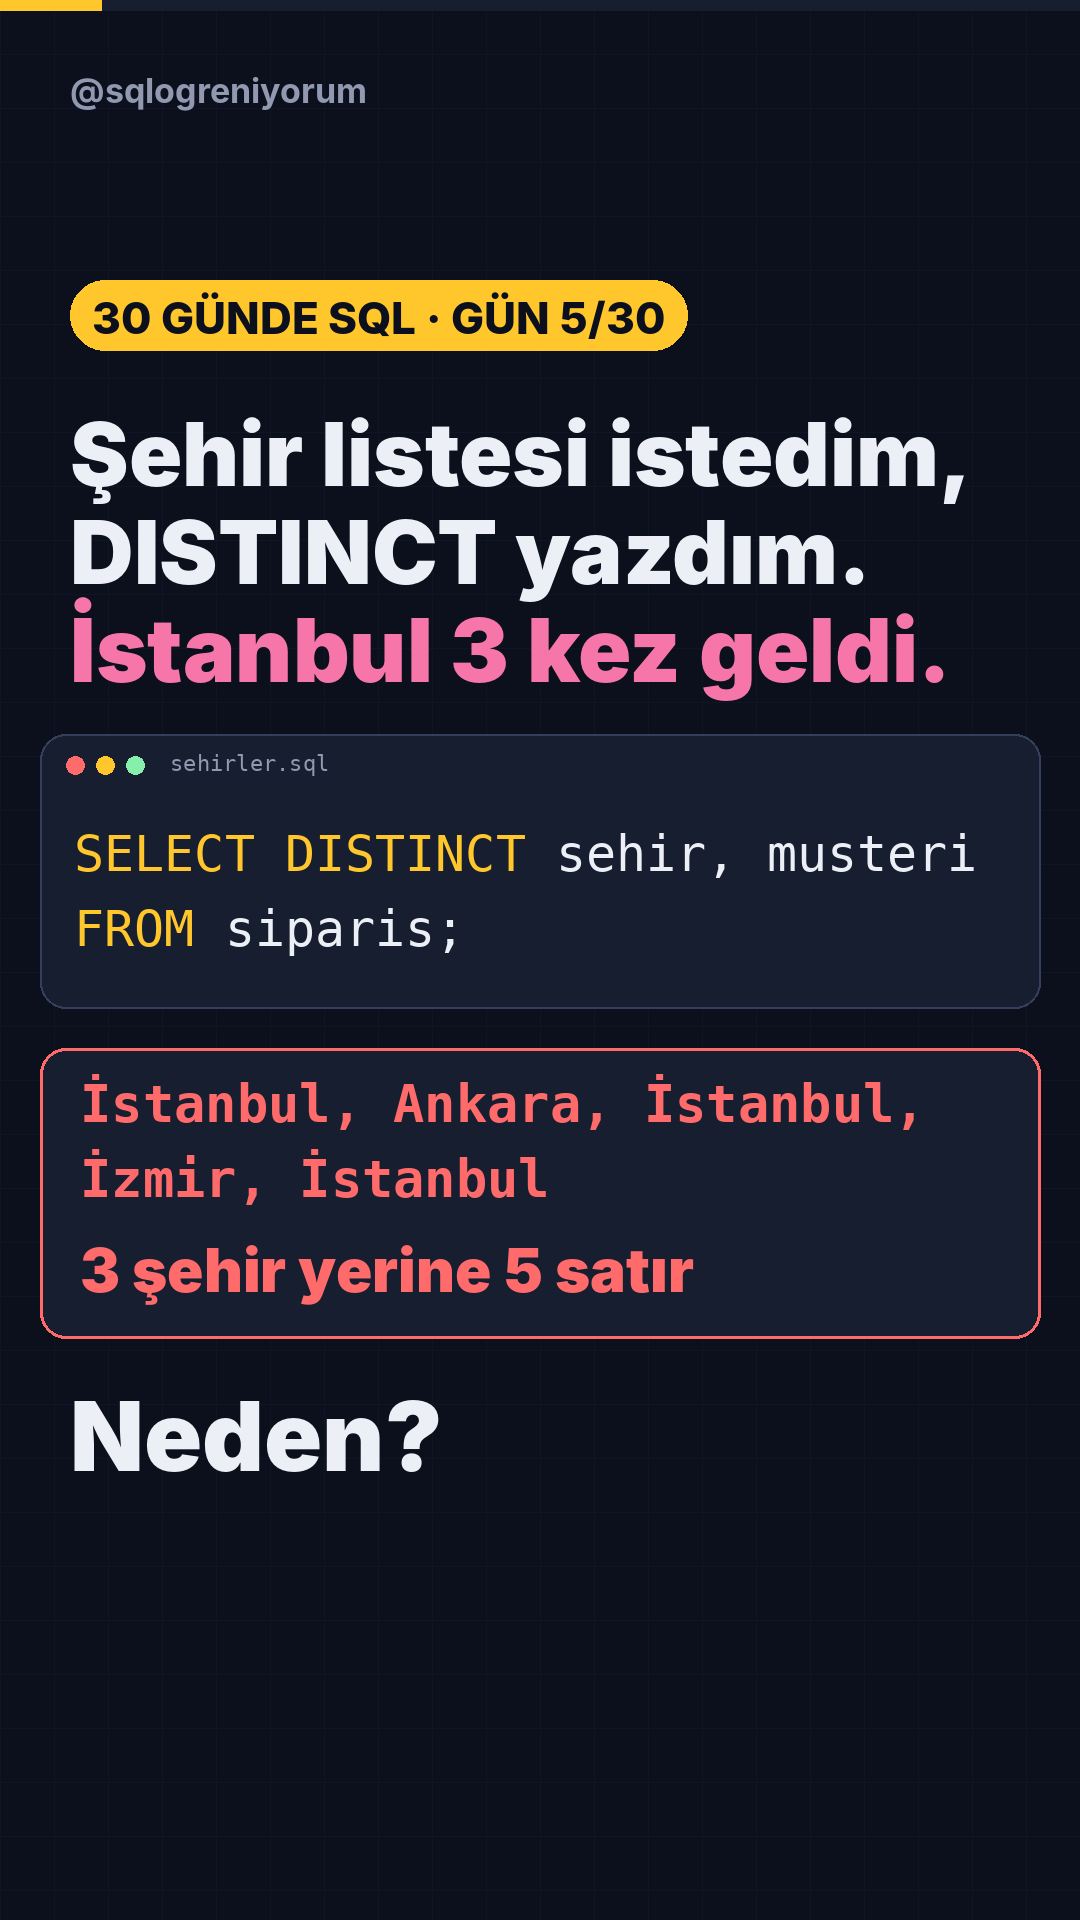 @sqlogreniyorum
30 GÜNDE SQL · GÜN 5/30
Şehir listesi istedim,
DISTINCT yazdım.
İstanbul 3 kez geldi.
sehirler.sql
SELECT DISTINCT sehir, musteri
FROM siparis;
İstanbul, Ankara, İstanbul,
İzmir, İstanbul
3 şehir yerine 5 satır
Neden?